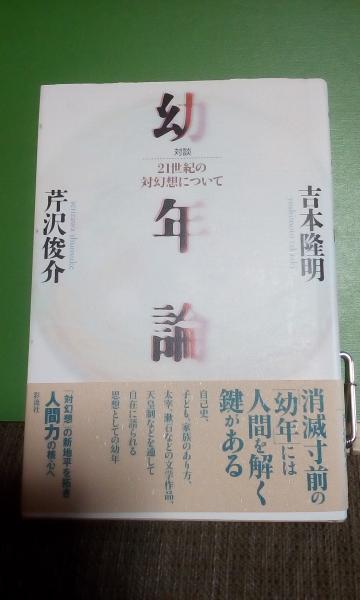 幼年論
対談
21世紀の
対幻想について
吉本隆明
芹沢俊介
serizawa shunsuke
消滅寸前の
「幼年」には
人間を解く
鍵がある
自己史、
子ども、家族のあり方、
太宰、漱石などの文学作品、
天皇制などを通して
自在に語られる
思想としての幼年
「対幻想」の新地平を拓き
人間力の核心へ
彩流社